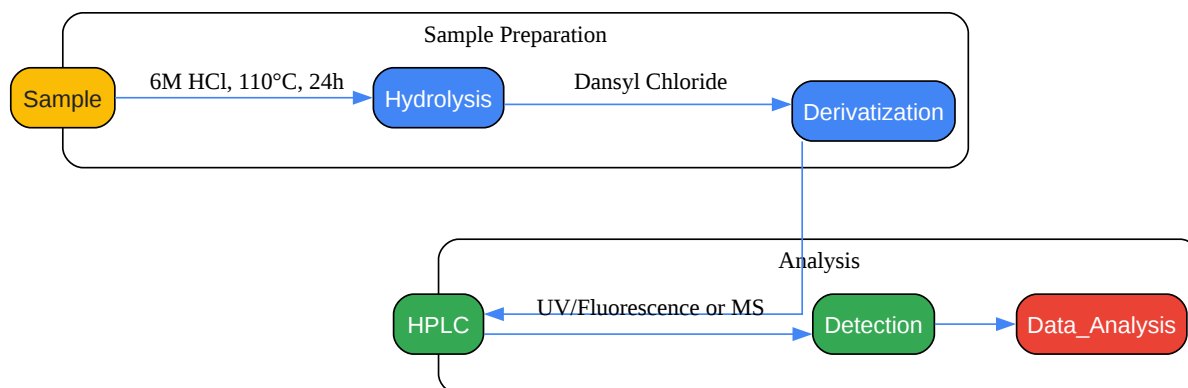 Sample Preparation
Sample
6M HCl, 110°C, 24h
Hydrolysis
Dansyl Chloride
Derivatization
Analysis
HPLC
UV/Fluorescence or MS
Detection
Data_Analysis